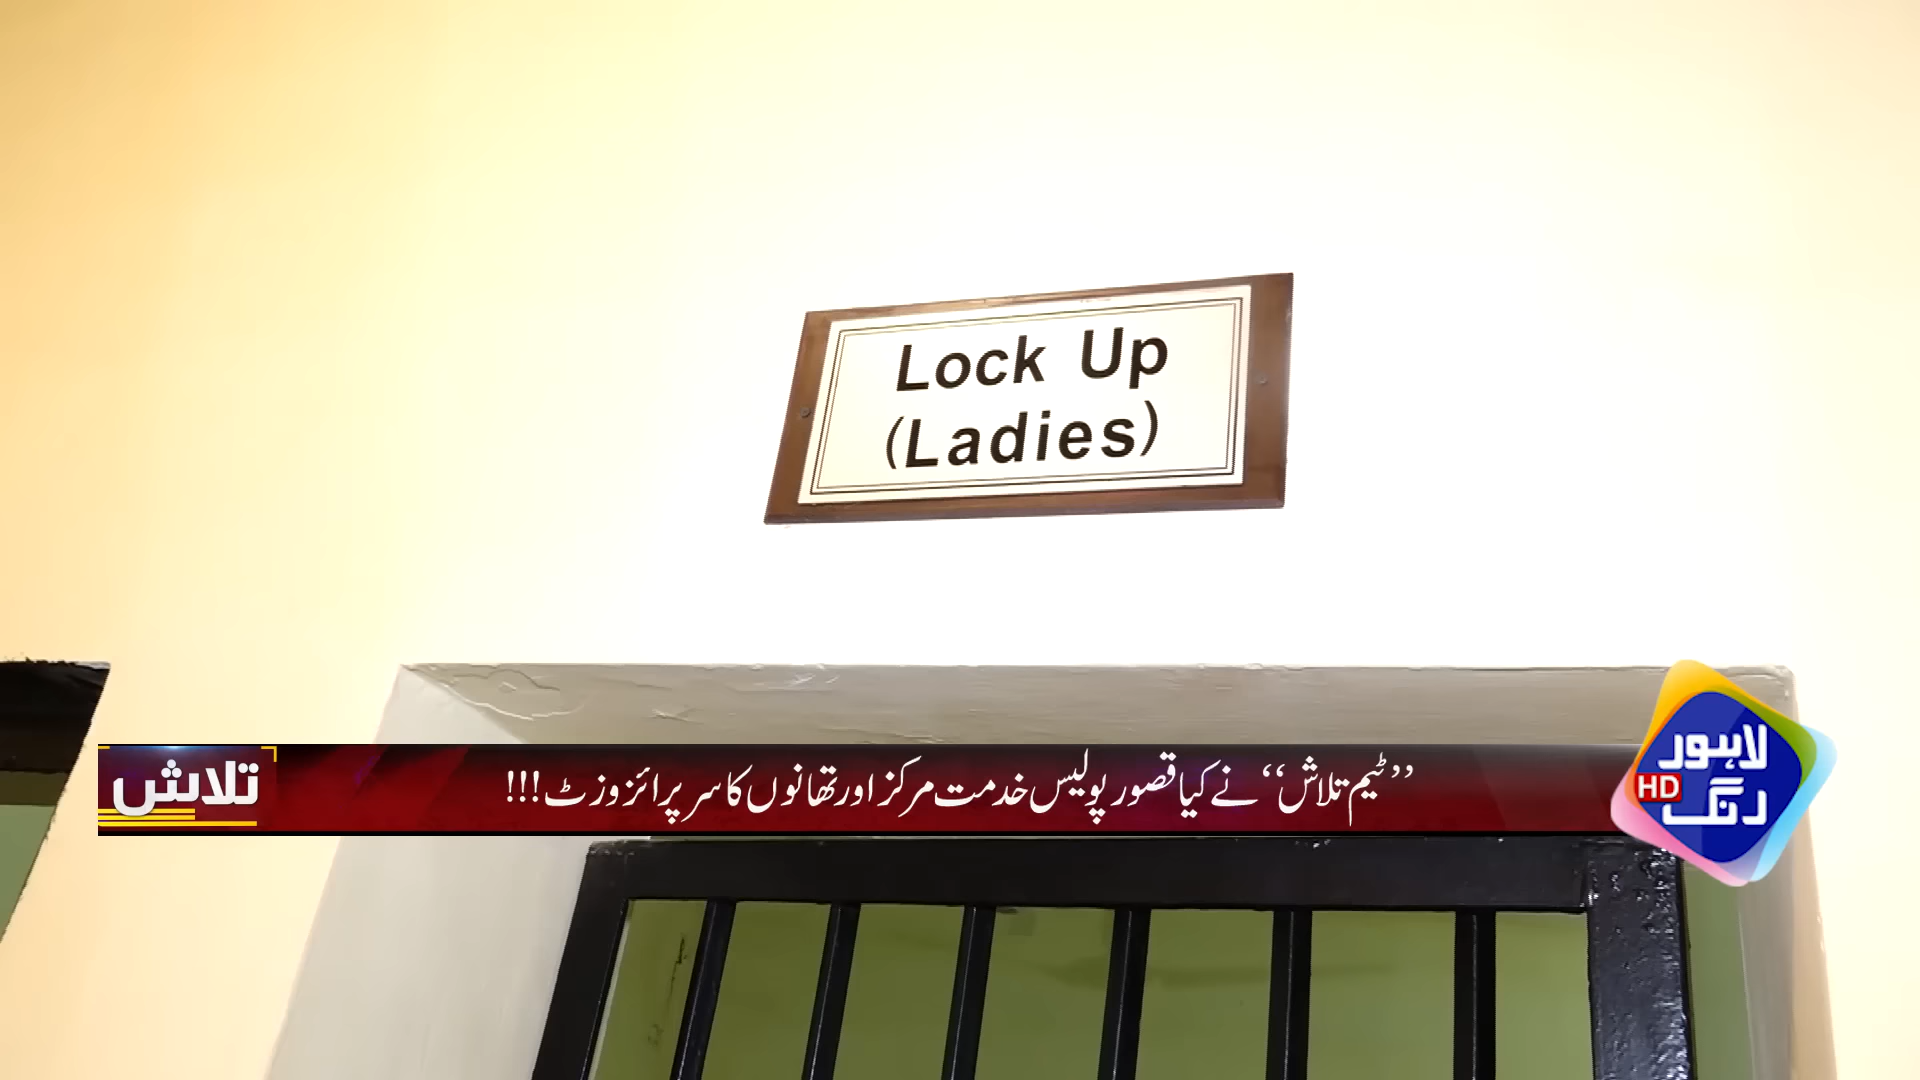 Lock Up
(Ladies)
تلاش
’’ٹیم تلاش‘‘ نے کیا قصور پولیس خدمت مرکز اور تھانوں کا سرپرائز وزٹ!!!
لاہور
HD
رنگ